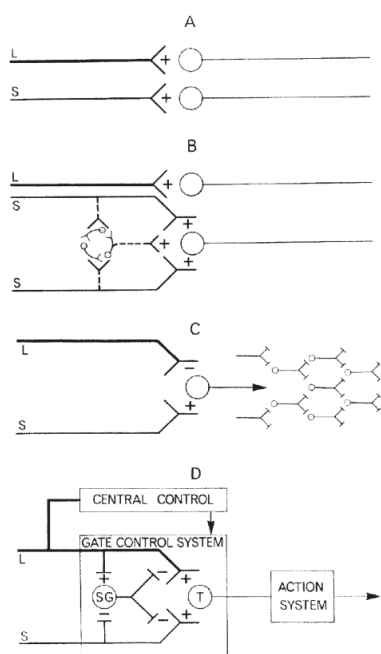 A
L +
S +
B
L +
S
+
+
+
S
C
L
−
+
S
D
CENTRAL CONTROL
GATE CONTROL SYSTEM
L
+ − +
SG T ACTION SYSTEM
− − +
S